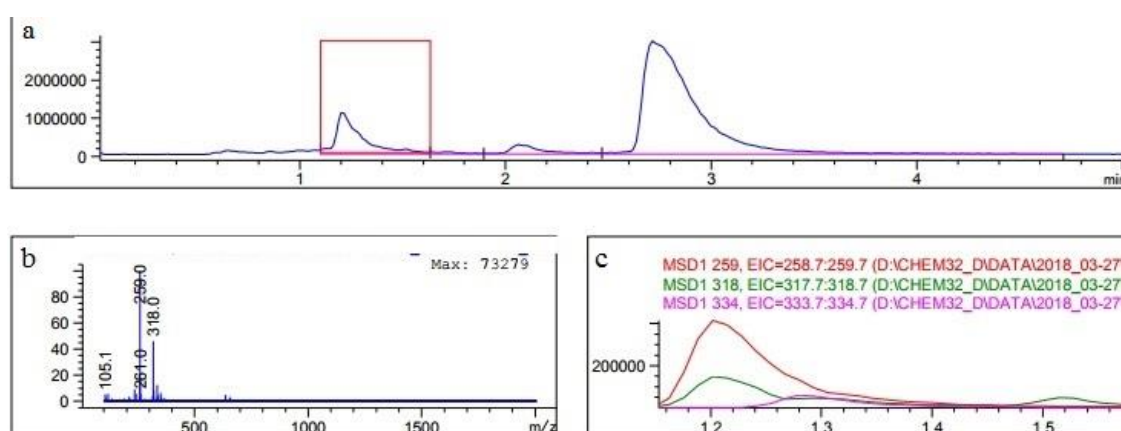 a
2000000
1000000
0
1 2 3 4 min
b
Max: 73279
80
60
40
20
0
105.1
259.0
261.0
318.0
500 1000 1500 m/z
c
MSD1 259, EIC=258.7:259.7 (D:\CHEM32_D\DATA\2018_03-27
MSD1 318, EIC=317.7:318.7 (D:\CHEM32_D\DATA\2018_03-27
MSD1 334, EIC=333.7:334.7 (D:\CHEM32_D\DATA\2018_03-27
200000
1.2 1.3 1.4 1.5